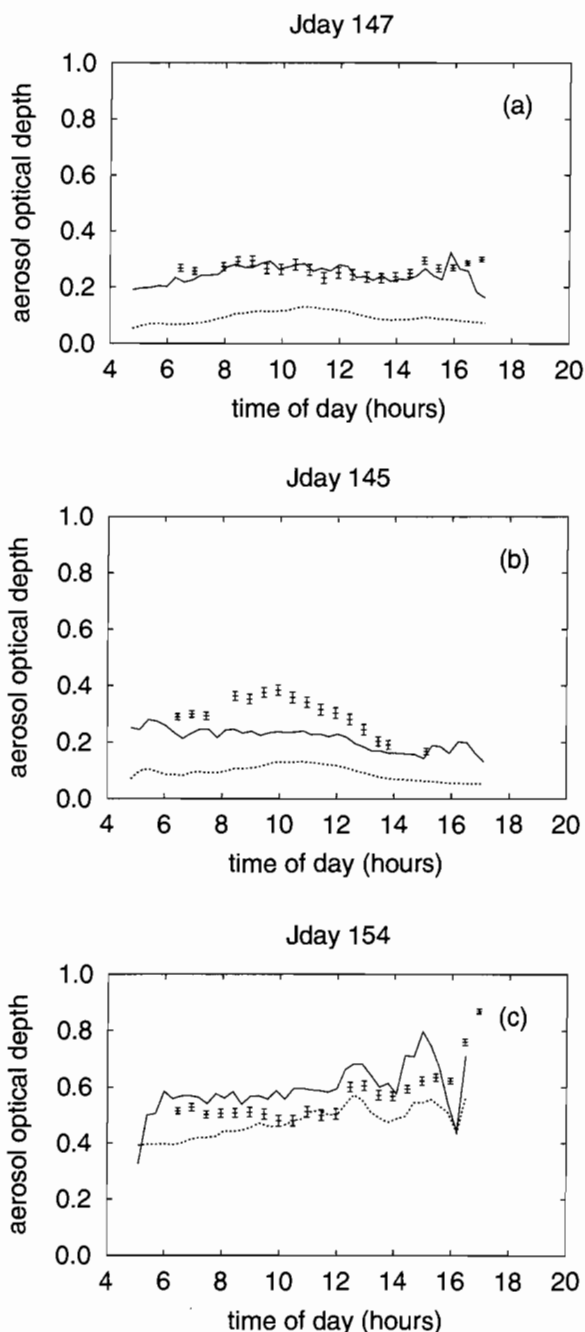 Jday 147
1.0
(a)
0.8
0.6
0.4
0.2
0.0
aerosol optical depth
4 6 8 10 12 14 16 18 20
time of day (hours)
Jday 145
1.0
(b)
0.8
0.6
0.4
0.2
0.0
aerosol optical depth
4 6 8 10 12 14 16 18 20
time of day (hours)
Jday 154
1.0
(c)
0.8
0.6
0.4
0.2
0.0
aerosol optical depth
4 6 8 10 12 14 16 18 20
time of day (hours)